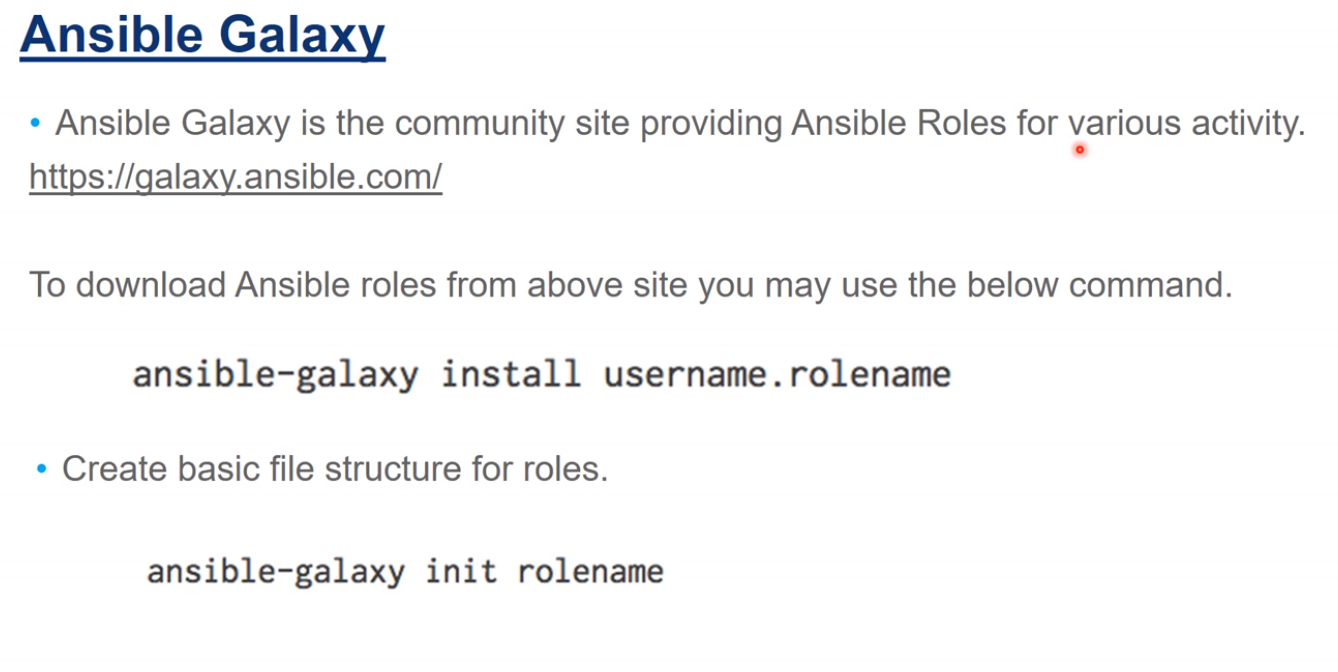 Ansible Galaxy
• Ansible Galaxy is the community site providing Ansible Roles for various activity.
https://galaxy.ansible.com/
To download Ansible roles from above site you may use the below command.
ansible-galaxy install username.rolename
• Create basic file structure for roles.
ansible-galaxy init rolename